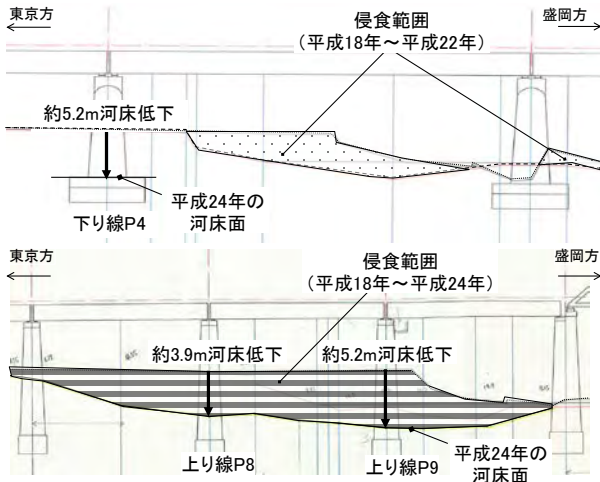 東京方
盛岡方
侵食範囲
（平成18年～平成22年）
約5.2m河床低下
平成24年の
河床面
下り線P4
東京方
盛岡方
侵食範囲
（平成18年～平成24年）
約3.9m河床低下
約5.2m河床低下
上り線P8
上り線P9
平成24年の
河床面